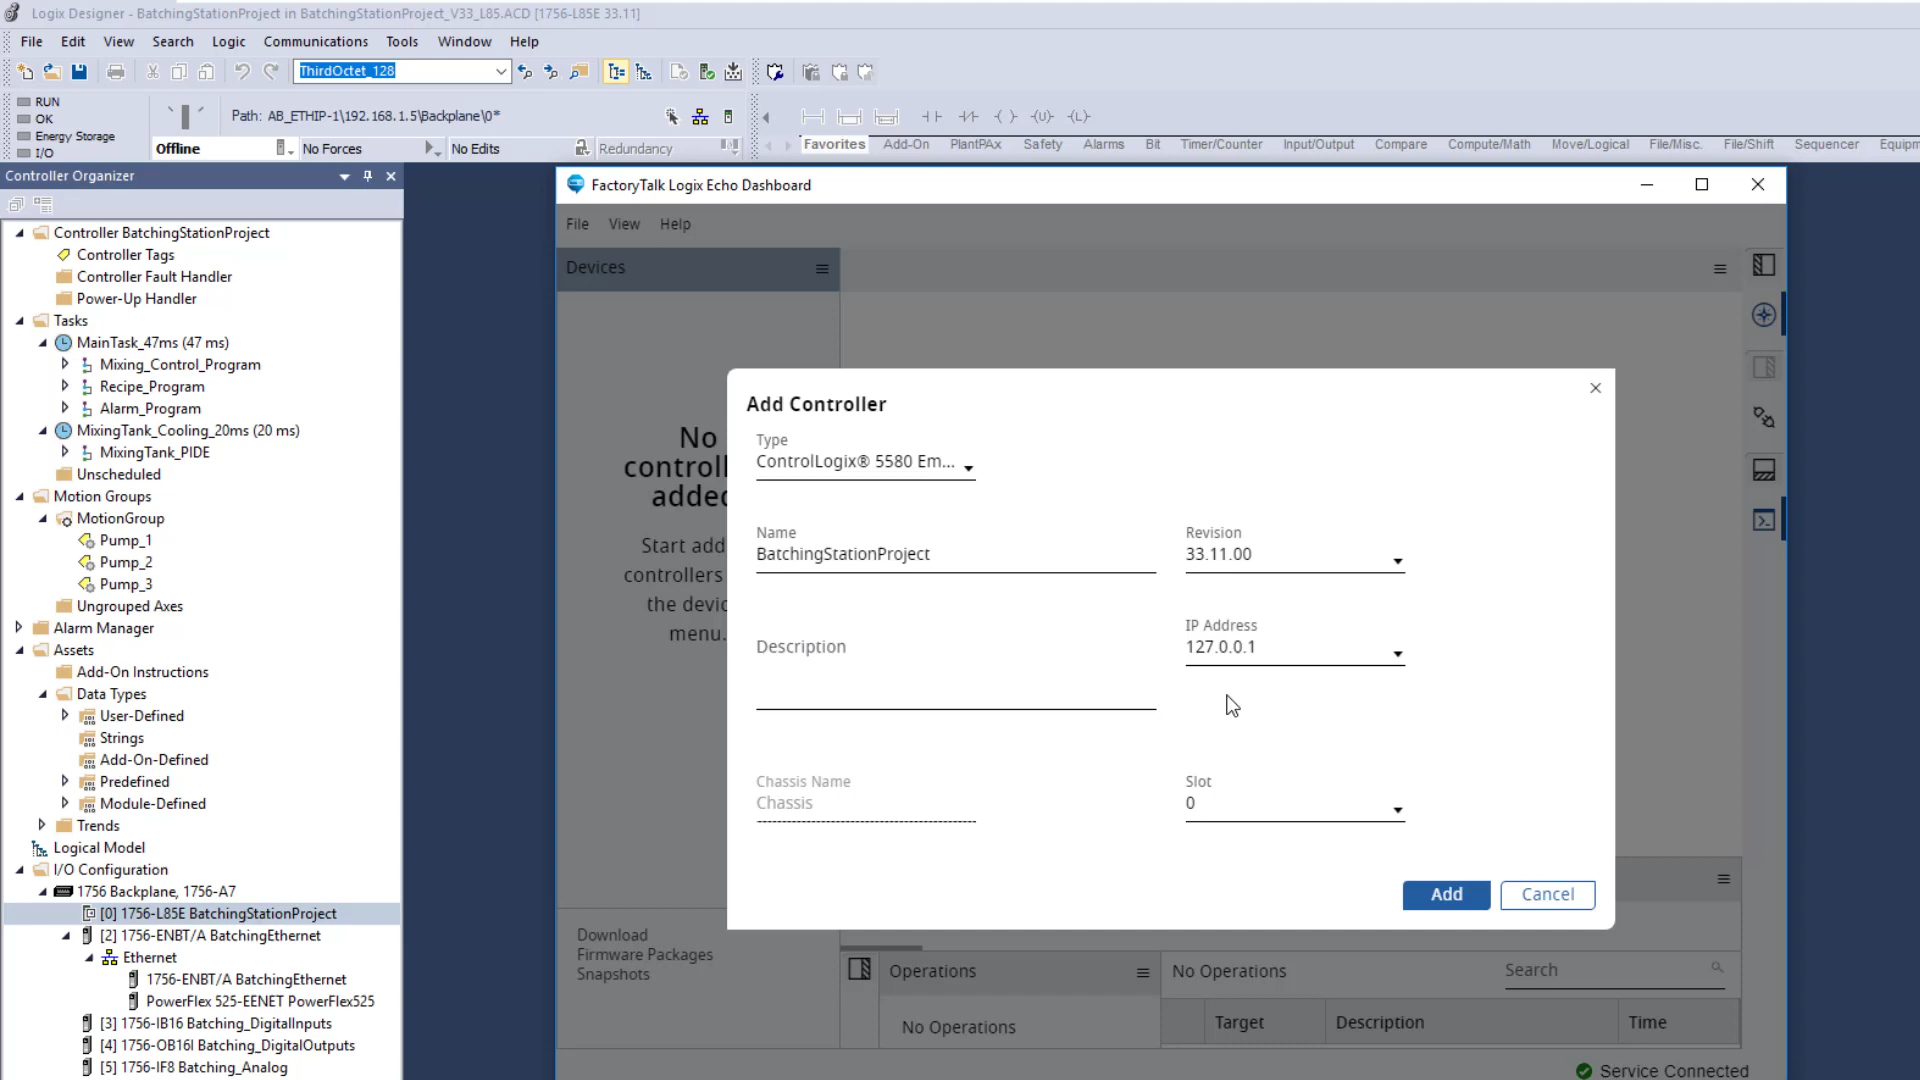 Logix Designer - BatchingStationProject in BatchingStationProject_V33_L85.ACD [1756-L85E 33.11]
File Edit View Search Logic Communications Tools Window Help
ThirdOctet_128
RUN
OK
Energy Storage
I/O
Path: AB_ETHIP-1\192.168.1.5\Backplane\0*
Offline
No Forces
No Edits
Redundancy
Favorites Add-On PlantPAx Safety Alarms Bit Timer/Counter Input/Output Compare Compute/Math Move/Logical File/Misc. File/Shift Sequencer Equipm
Controller Organizer
Controller BatchingStationProject
Controller Tags
Controller Fault Handler
Power-Up Handler
Tasks
MainTask_47ms (47 ms)
Mixing_Control_Program
Recipe_Program
Alarm_Program
MixingTank_Cooling_20ms (20 ms)
MixingTank_PIDE
Unscheduled
Motion Groups
MotionGroup
Pump_1
Pump_2
Pump_3
Ungrouped Axes
Alarm Manager
Assets
Add-On Instructions
Data Types
User-Defined
Strings
Add-On-Defined
Predefined
Module-Defined
Trends
Logical Model
I/O Configuration
1756 Backplane, 1756-A7
[0] 1756-L85E BatchingStationProject
[2] 1756-ENBT/A BatchingEthernet
Ethernet
1756-ENBT/A BatchingEthernet
PowerFlex 525-EENET PowerFlex525
[3] 1756-IB16 Batching_DigitalInputs
[4] 1756-OB16I Batching_DigitalOutputs
[5] 1756-IF8 Batching_Analog
FactoryTalk Logix Echo Dashboard
File View Help
Devices
No
controll
added
Start add
controllers
the devic
menu.
Add Controller
Type
ControlLogix® 5580 Em...
Name
BatchingStationProject
Revision
33.11.00
Description
IP Address
127.0.0.1
Chassis Name
Chassis
Slot
0
Add
Cancel
Download
Firmware Packages
Snapshots
Operations
No Operations
No Operations
Search
Target
Description
Time
Service Connected